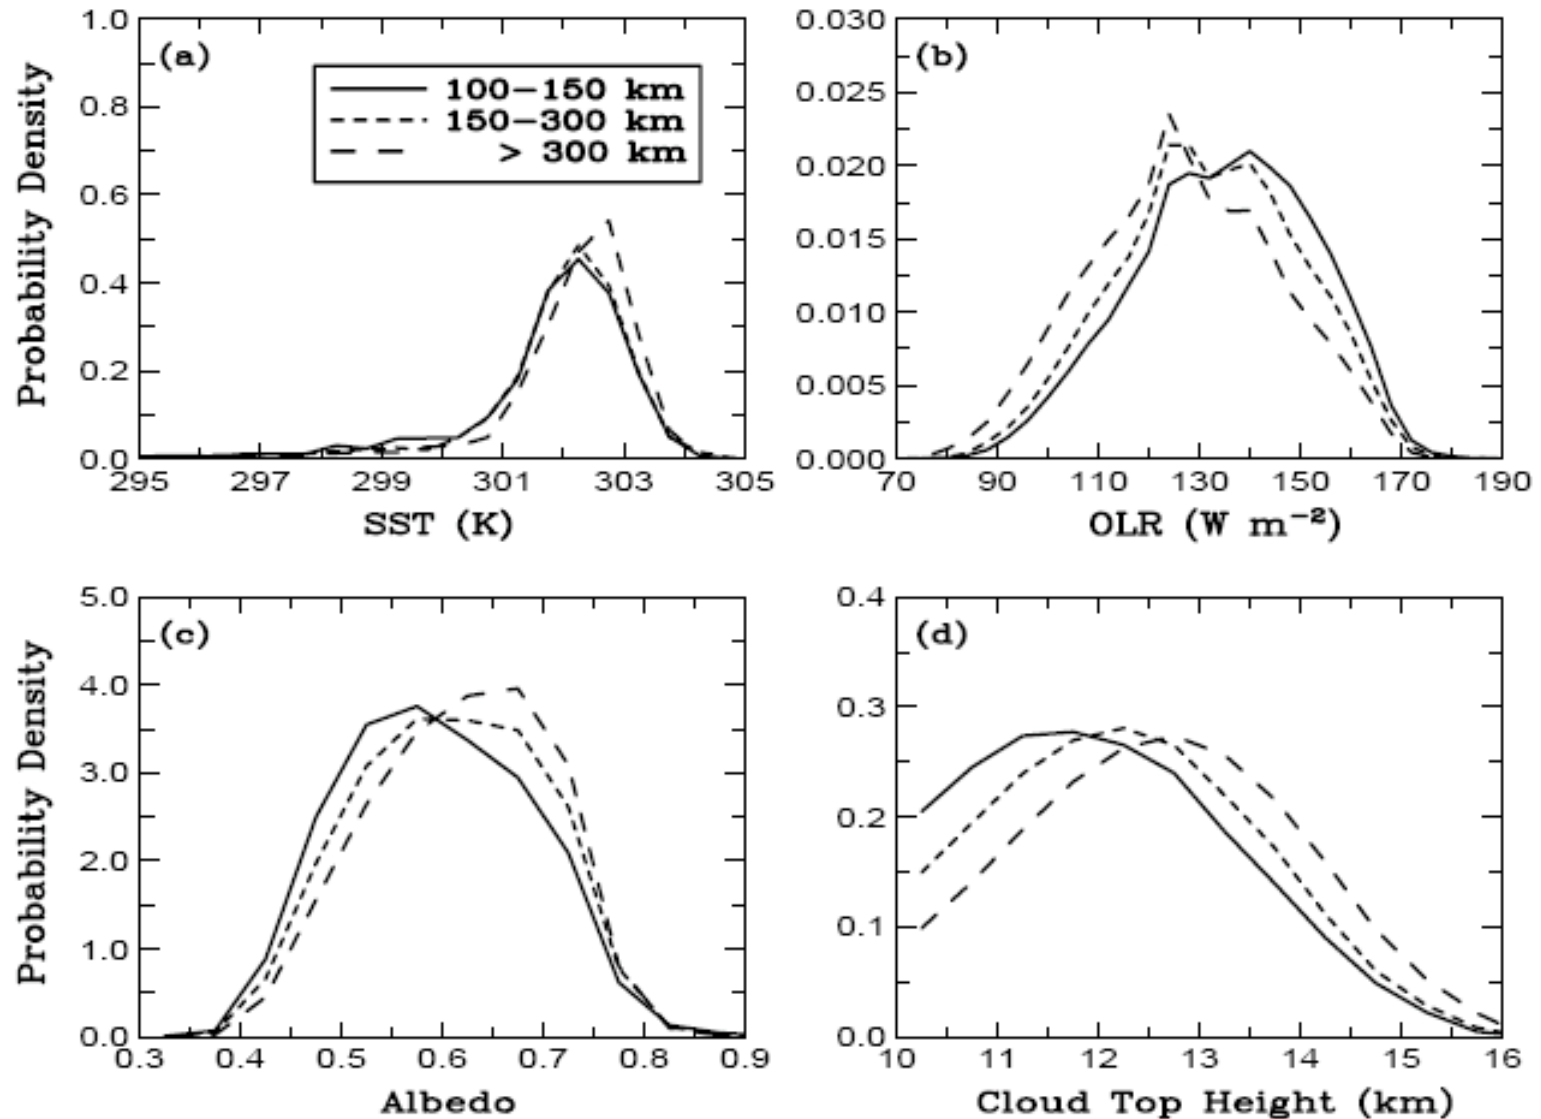 1.0
(a)
0.8
0.6
0.4
0.2
0.0
100–150 km
150–300 km
> 300 km
295 297 299 301 303 305
SST (K)
Probability Density
0.030
(b)
0.025
0.020
0.015
0.010
0.005
0.000
70 90 110 130 150 170 190
OLR (W m⁻²)
5.0
(c)
4.0
3.0
2.0
1.0
0.0
0.3 0.4 0.5 0.6 0.7 0.8 0.9
Albedo
Probability Density
0.4
(d)
0.3
0.2
0.1
0.0
10 11 12 13 14 15 16
Cloud Top Height (km)